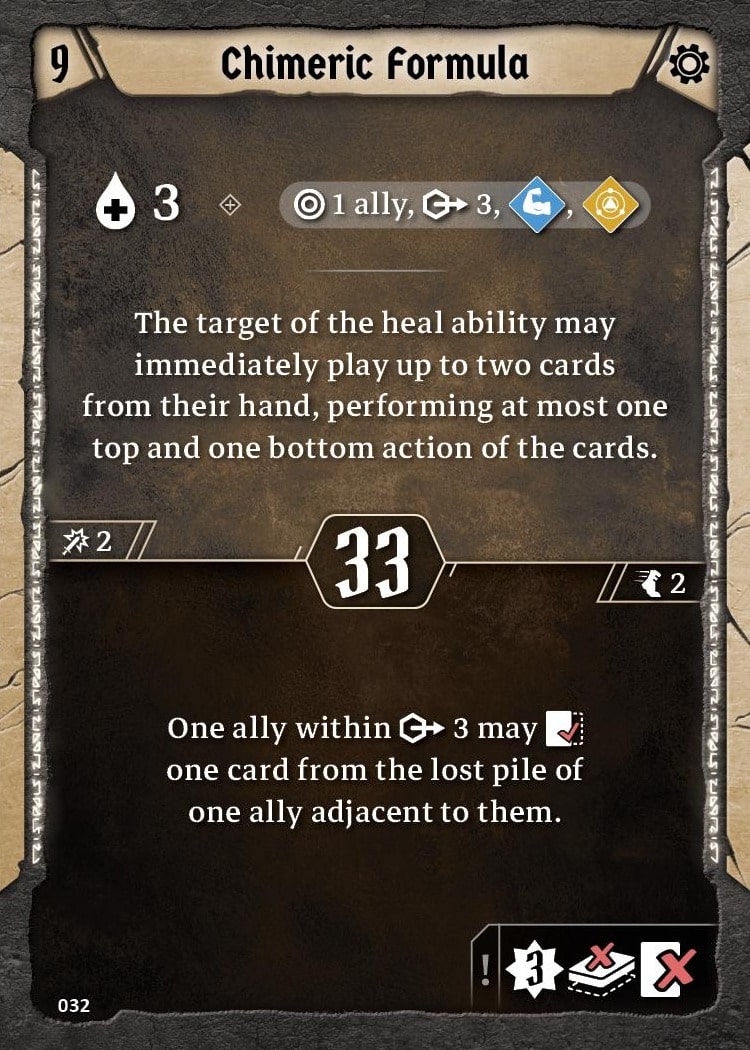 9 Chimeric Formula
3 1 ally, 3, ,
The target of the heal ability may
immediately play up to two cards
from their hand, performing at most one
top and one bottom action of the cards.
2
33
2
One ally within 3 may
one card from the lost pile of
one ally adjacent to them.
! 3
032